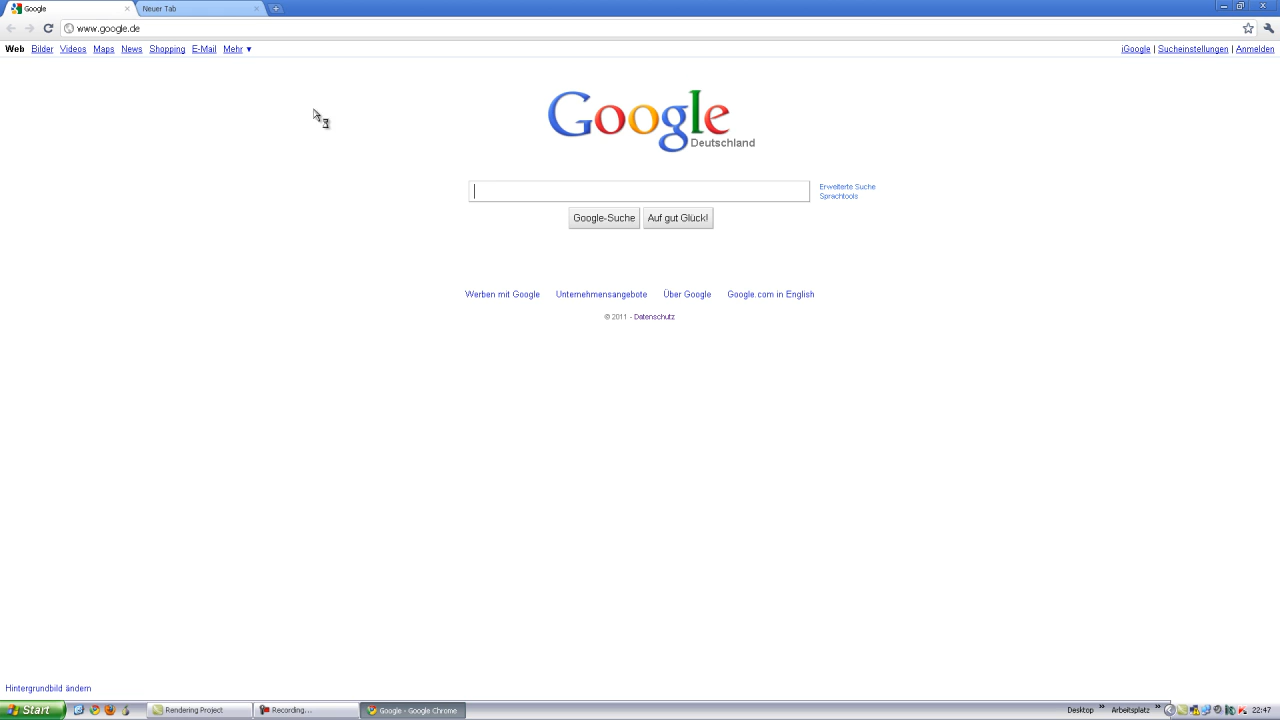 Google
Neuer Tab
www.google.de
Web Bilder Videos Maps News Shopping E-Mail Mehr ▼
iGoogle | Sucheinstellungen | Anmelden
Google
Deutschland
Erweiterte Suche
Sprachtools
Google-Suche
Auf gut Glück!
Werben mit Google Unternehmensangebote Über Google Google.com in English
© 2011 - Datenschutz
Hintergrundbild ändern
Start
Rendering Project
Recording...
Google - Google Chrome
Desktop »
Arbeitsplatz »
22:47